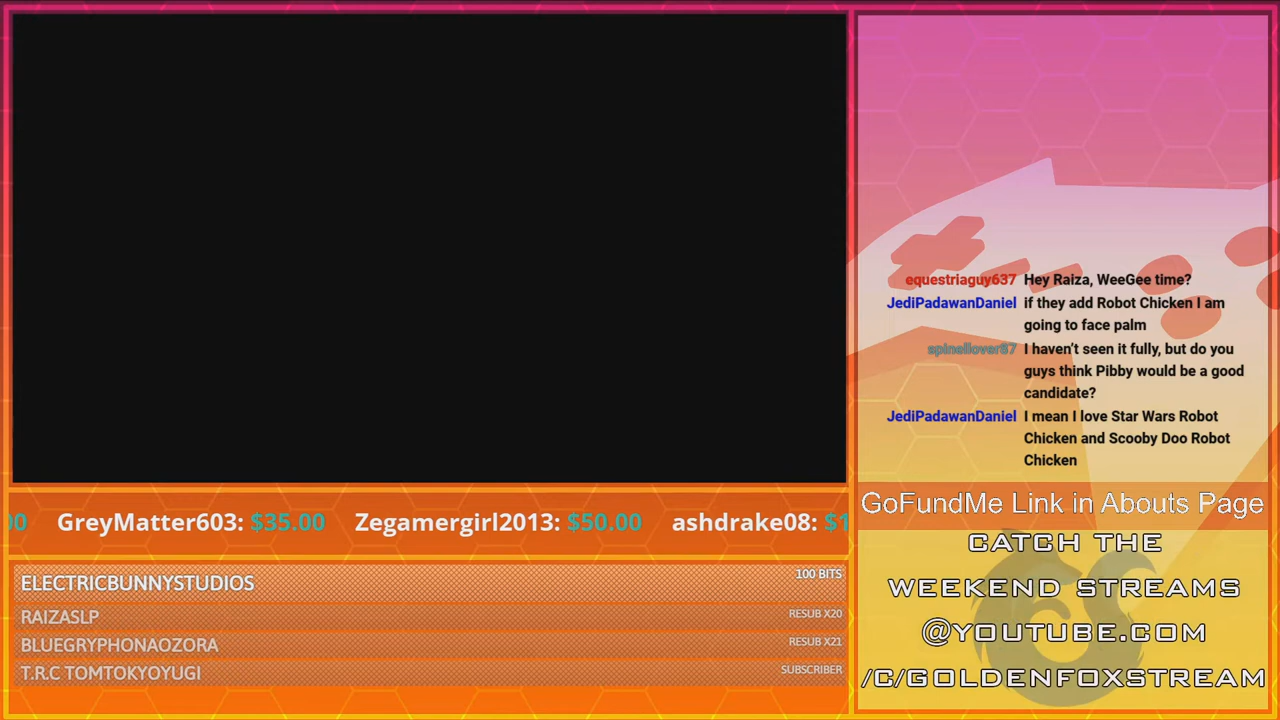 equestriaguy637 Hey Raiza, WeeGee time?
JediPadawanDaniel if they add Robot Chicken I am
going to face palm
spinellover87 I haven't seen it fully, but do you
guys think Pibby would be a good
candidate?
JediPadawanDaniel I mean I love Star Wars Robot
Chicken and Scooby Doo Robot
Chicken
00 GreyMatter603: $35.00 Zegamergirl2013: $50.00 ashdrake08: $1
ELECTRICBUNNYSTUDIOS 100 BITS
RAIZASLP RESUB X20
BLUEGRYPHONAOZORA RESUB X21
T.R.C TOMTOKYOYUGI SUBSCRIBER
GoFundMe Link in Abouts Page
CATCH THE
WEEKEND STREAMS
@YOUTUBE.COM
/C/GOLDENFOXSTREAM